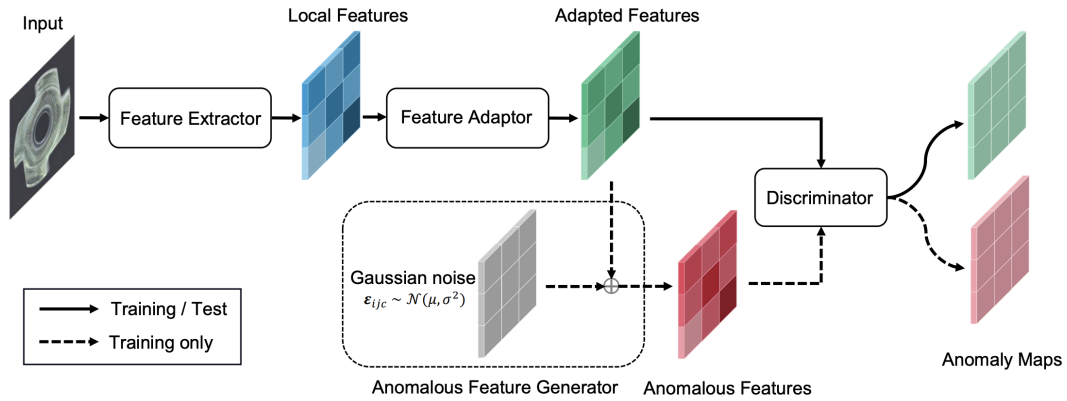 Input
Local Features
Adapted Features
Feature Extractor
Feature Adaptor
Discriminator
Gaussian noise
𝜺ᵢⱼ꜀ ~ 𝒩(μ, σ²)
Training / Test
Training only
Anomalous Feature Generator
Anomalous Features
Anomaly Maps